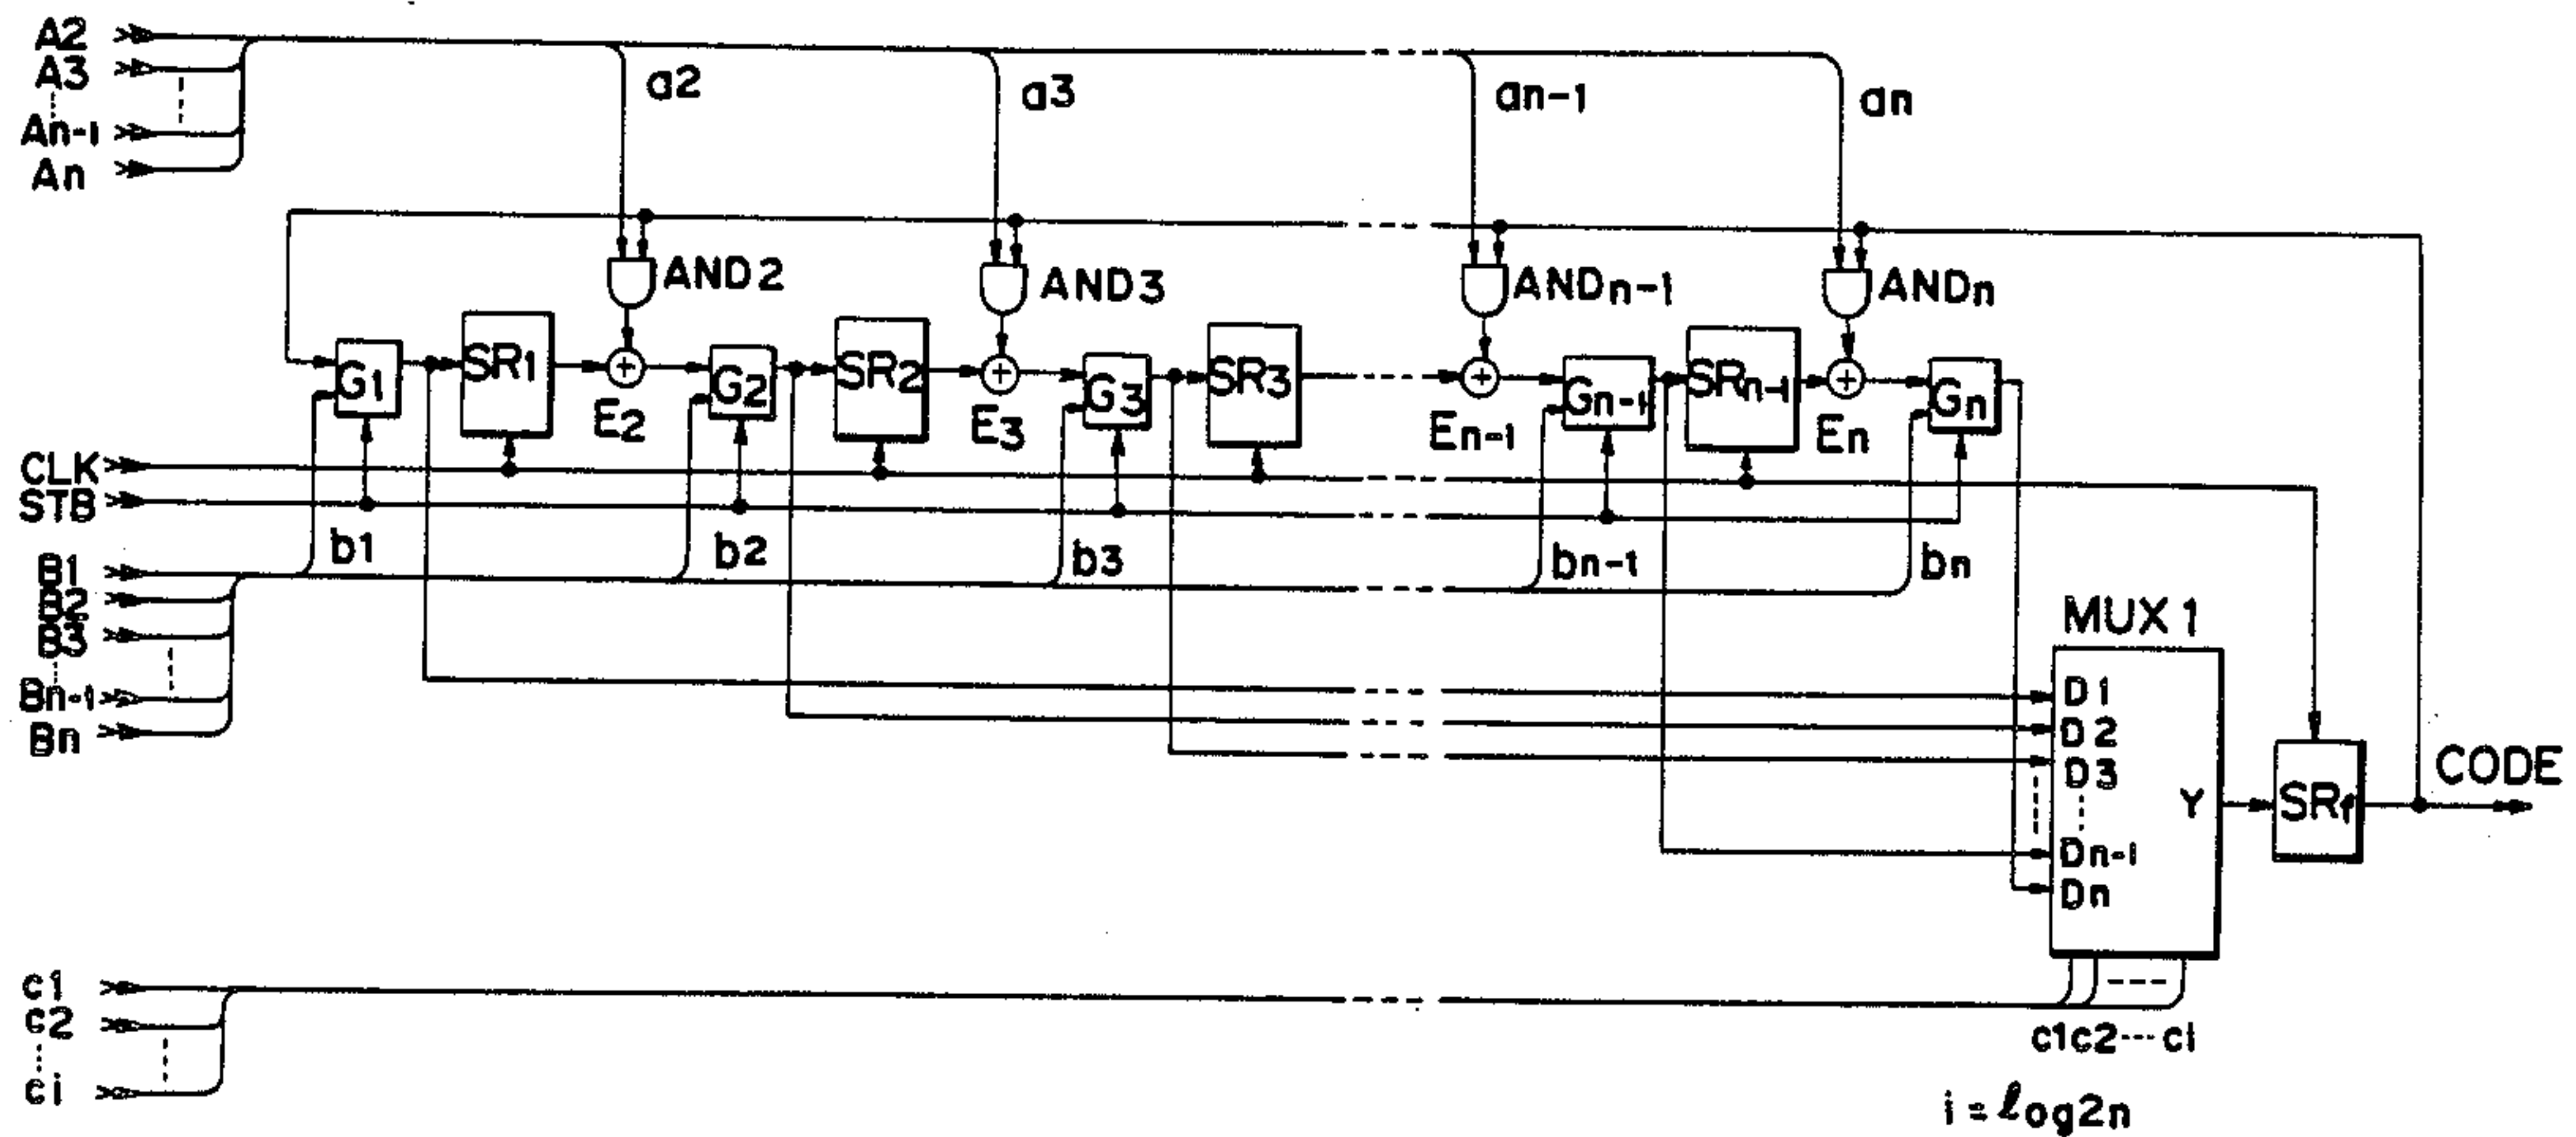 A2
A3
An-1
An
a2
a3
an-1
an
AND2
AND3
ANDn-1
ANDn
G1
SR1
E2
G2
SR2
E3
G3
SR3
En-1
Gn-1
SRn-1
En
Gn
CLK
STB
b1
b2
b3
bn-1
bn
B1
B2
B3
Bn-1
Bn
MUX1
D1
D2
D3
Dn-1
Dn
Y
SRf
CODE
c1
c2
ci
c1c2---ci
i=log2n